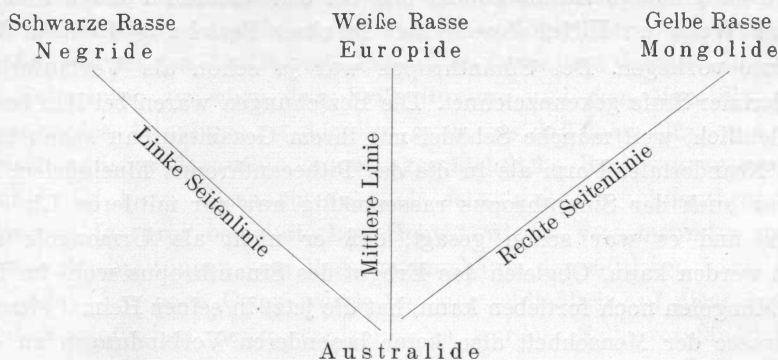 Schwarze Rasse
Negride
Weiße Rasse
Europide
Gelbe Rasse
Mongolide
Linke Seitenlinie
Mittlere Linie
Rechte Seitenlinie
Australide